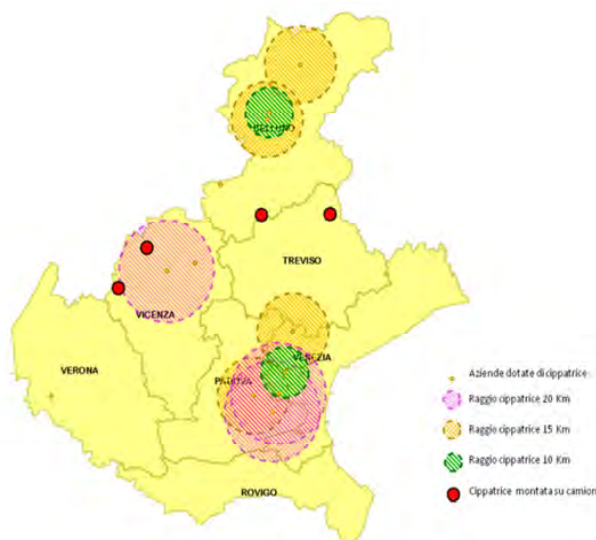 BELLUNO
TREVISO
VICENZA
VENEZIA
VERONA
PADOVA
ROVIGO
Aziende dotate di cippatrice
Raggio cippatrice 20 Km
Raggio cippatrice 15 Km
Raggio cippatrice 10 Km
Cippatrice montata su camion